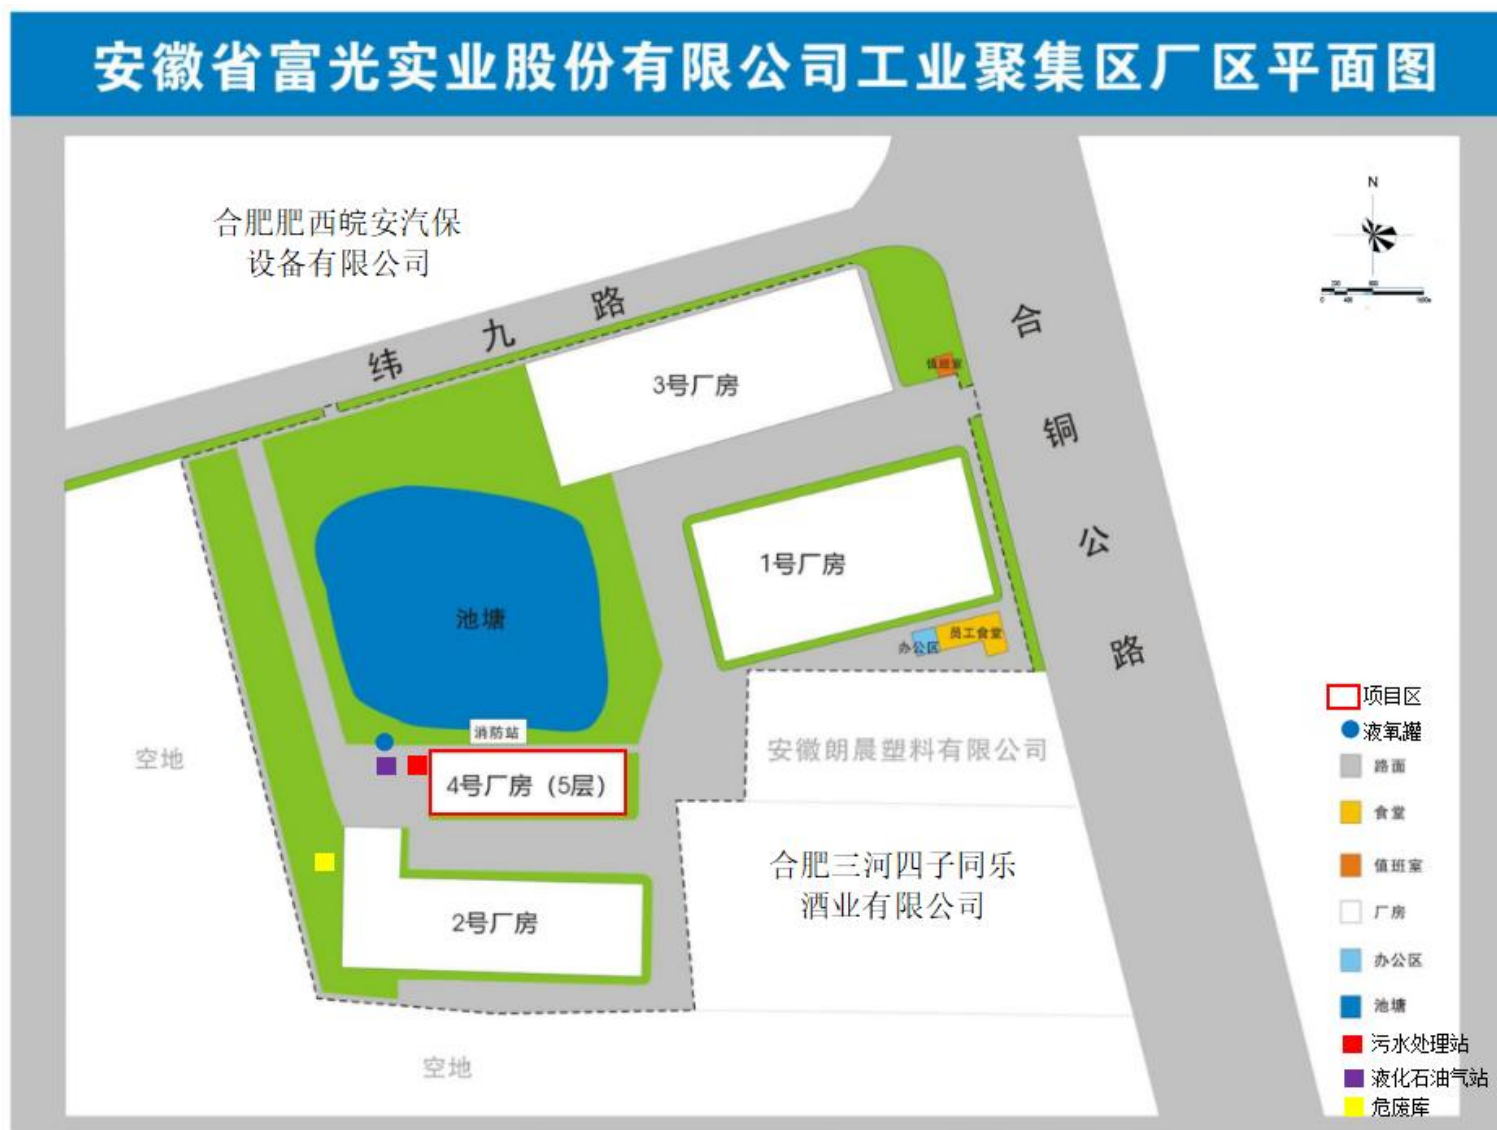 安徽省富光实业股份有限公司工业聚集区厂区平面图
合肥肥西皖安汽保
设备有限公司
N
纬九路
合铜公路
3号厂房
值班室
1号厂房
池塘
办公区
员工食堂
消防站
空地
4号厂房（5层）
安徽朗晨塑料有限公司
合肥三河四子同乐
酒业有限公司
2号厂房
空地
项目区
液氧罐
路面
食堂
值班室
厂房
办公区
池塘
污水处理站
液化石油气站
危废库